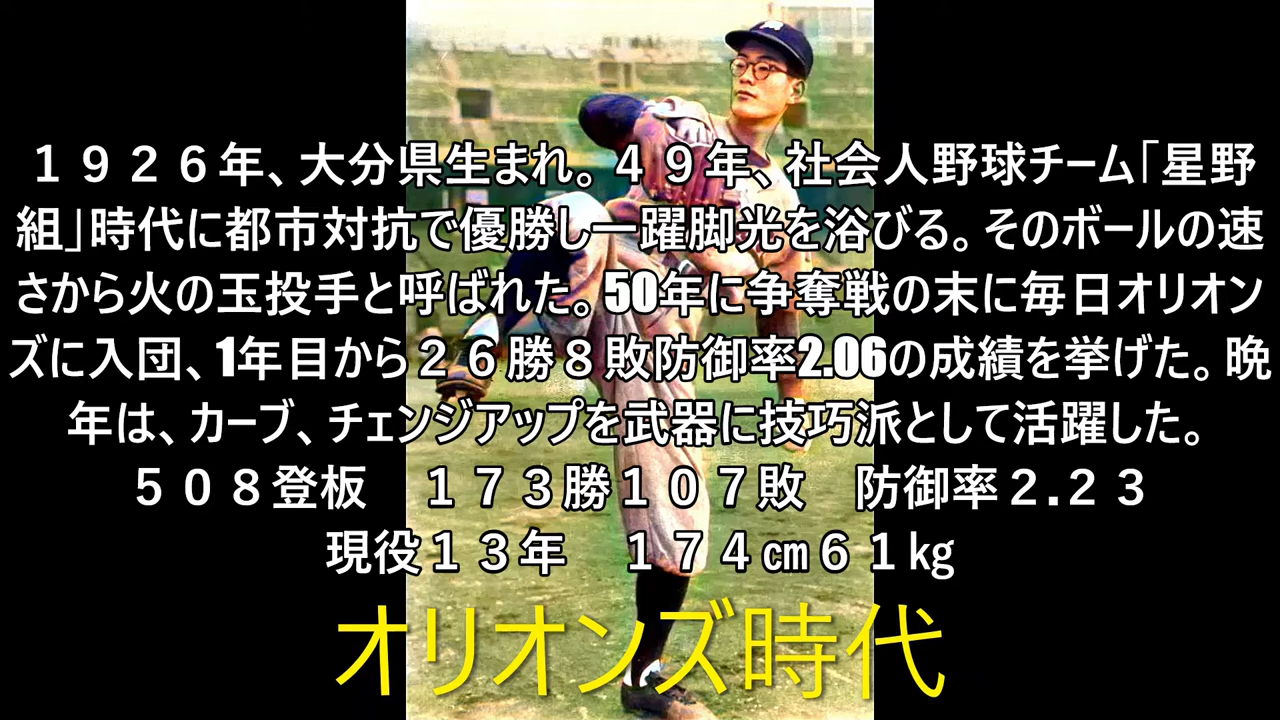 １９２６年、大分県生まれ。４９年、社会人野球チーム「星野
組」時代に都市対抗で優勝し一躍脚光を浴びる。そのボールの速
さから火の玉投手と呼ばれた。50年に争奪戦の末に毎日オリオン
ズに入団、1年目から２６勝８敗防御率2.06の成績を挙げた。晩
年は、カーブ、チェンジアップを武器に技巧派として活躍した。
５０８登板　１７３勝１０７敗　防御率２.２３
現役１３年　１７４㎝６１㎏
オリオンズ時代